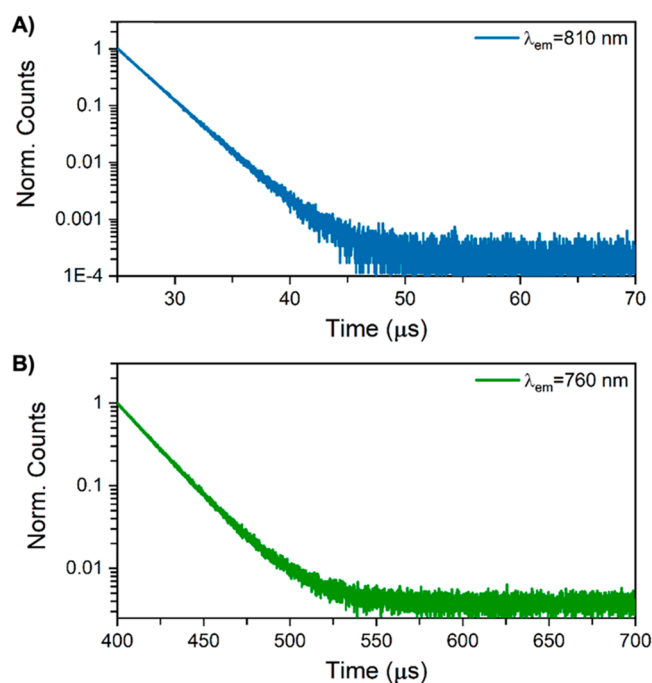 A)
λem=810 nm
1
0.1
0.01
0.001
1E-4
Norm. Counts
30 40 50 60 70
Time (μs)
B)
λem=760 nm
1
0.1
0.01
Norm. Counts
400 450 500 550 600 650 700
Time (μs)